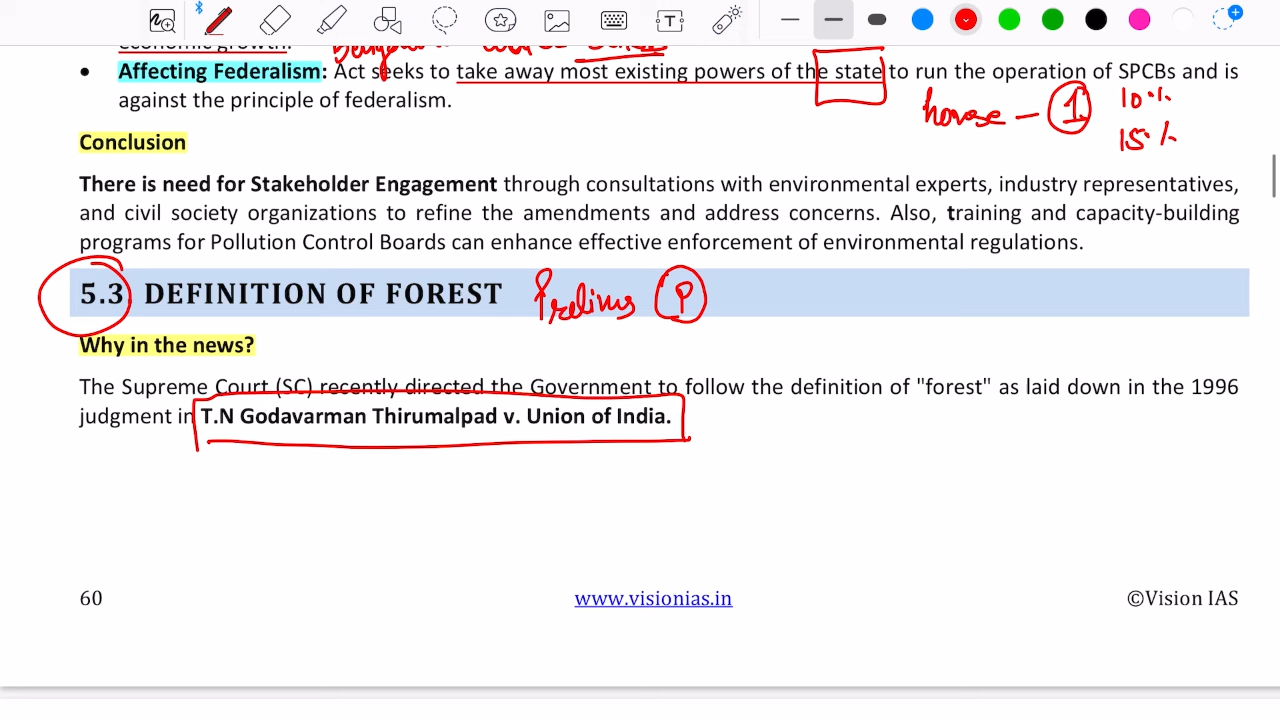 economic growth.
• Affecting Federalism: Act seeks to take away most existing powers of the state to run the operation of SPCBs and is
against the principle of federalism.
house – 1 10%
15%
Conclusion
There is need for Stakeholder Engagement through consultations with environmental experts, industry representatives,
and civil society organizations to refine the amendments and address concerns. Also, training and capacity-building
programs for Pollution Control Boards can enhance effective enforcement of environmental regulations.
5.3 DEFINITION OF FOREST Prelims P
Why in the news?
The Supreme Court (SC) recently directed the Government to follow the definition of "forest" as laid down in the 1996
judgment in T.N Godavarman Thirumalpad v. Union of India.
60 www.visionias.in ©Vision IAS